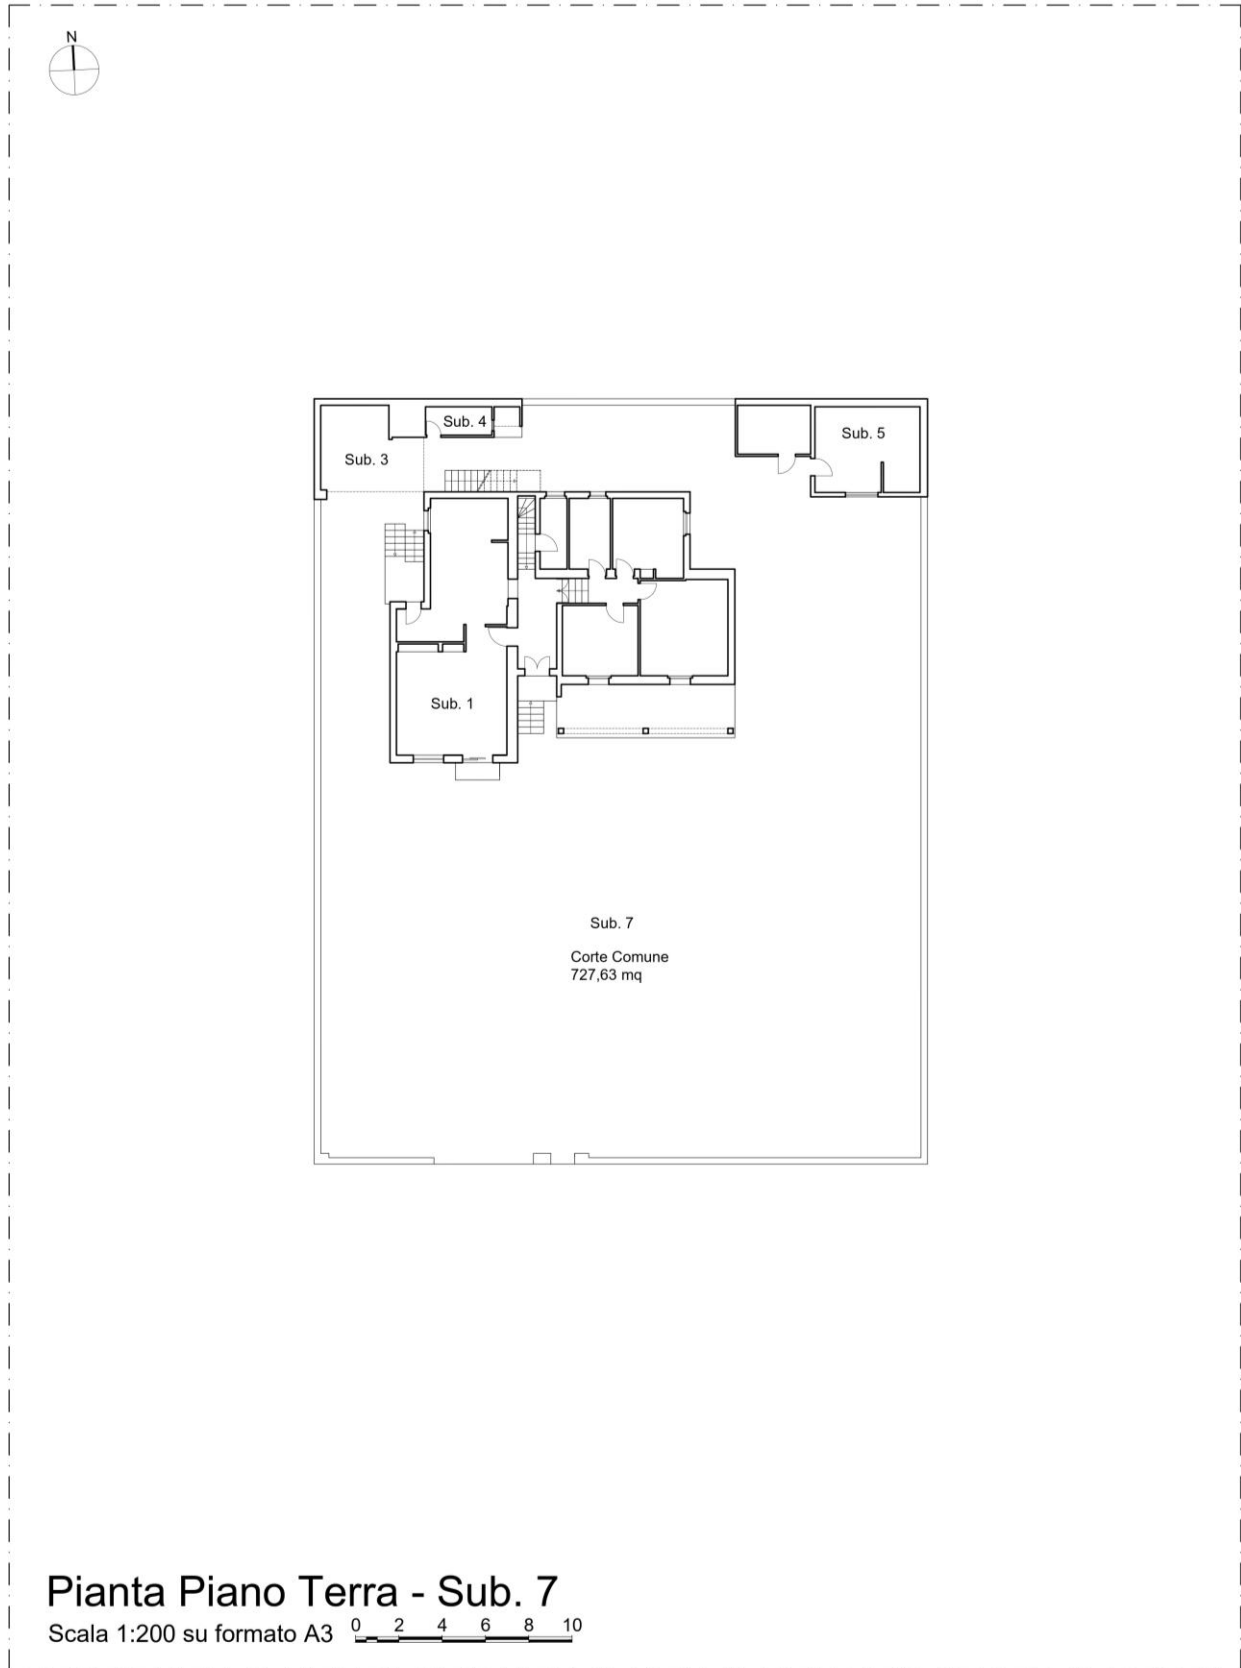 N
Sub. 4
Sub. 5
Sub. 3
Sub. 1
Sub. 7
Corte Comune
727,63 mq
Pianta Piano Terra - Sub. 7
Scala 1:200 su formato A3 0 2 4 6 8 10